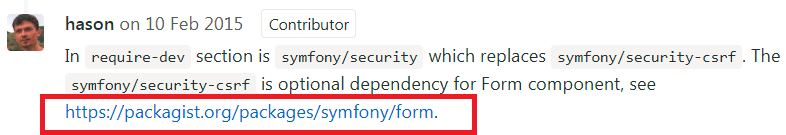 hason on 10 Feb 2015 Contributor
In require-dev section is symfony/security which replaces symfony/security-csrf. The
symfony/security-csrf is optional dependency for Form component, see
https://packagist.org/packages/symfony/form.